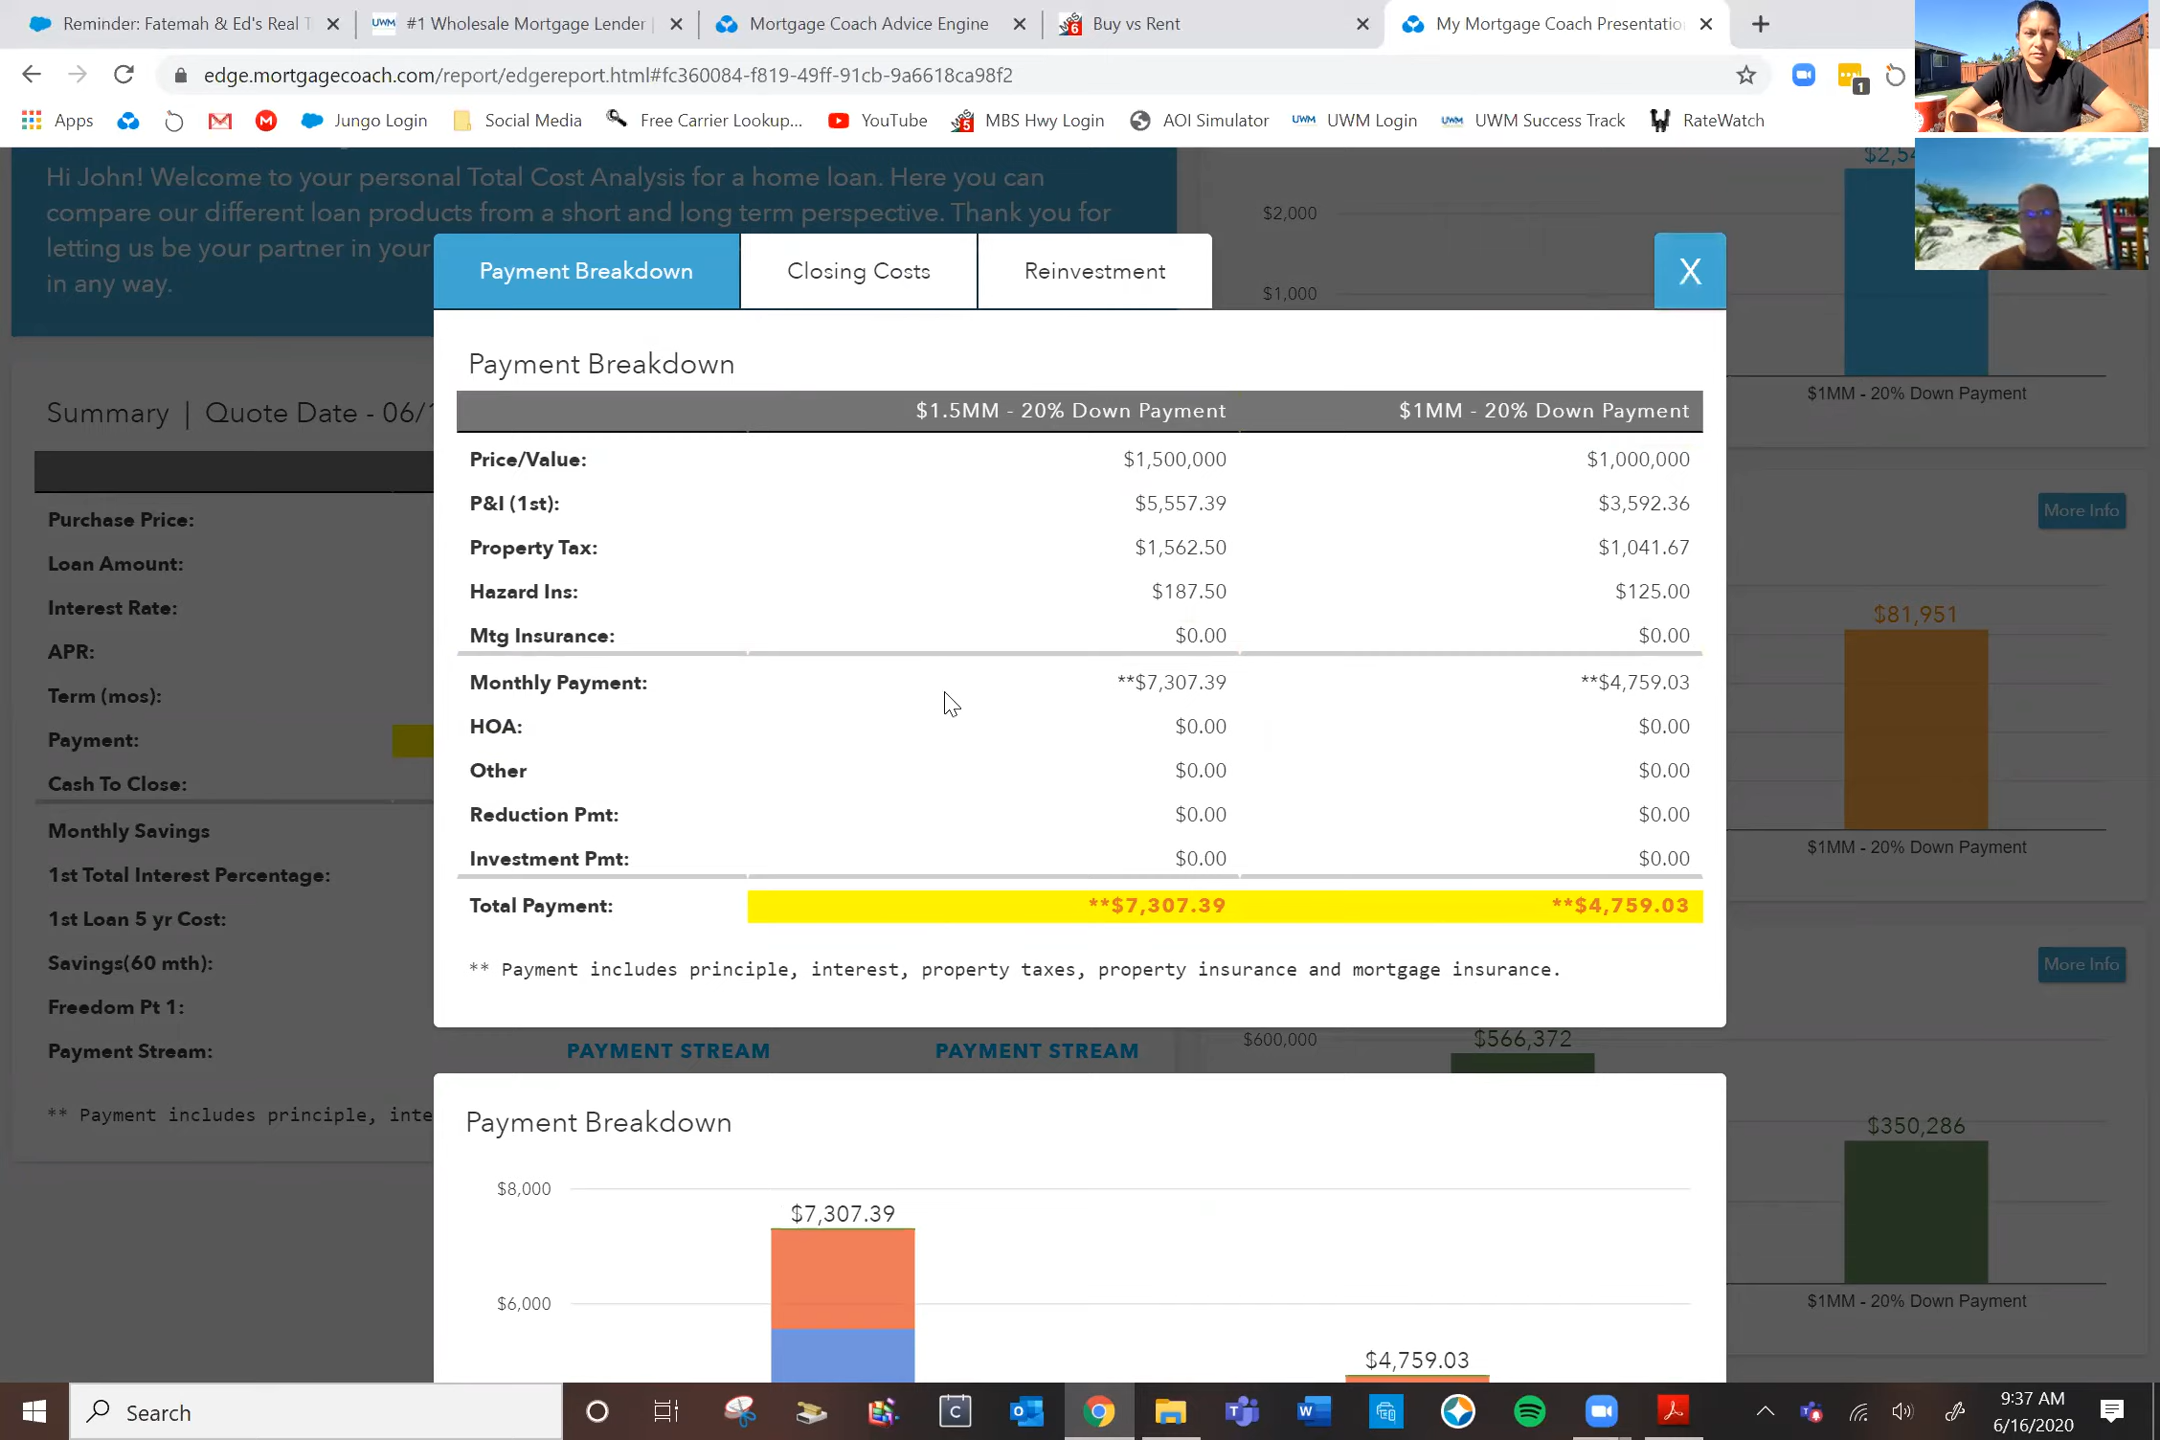 Reminder: Fatemah & Ed's Real T
UWM #1 Wholesale Mortgage Lender |
Mortgage Coach Advice Engine
Buy vs Rent
My Mortgage Coach Presentatio
edge.mortgagecoach.com/report/edgereport.html#fc360084-f819-49ff-91cb-9a6618ca98f2
1
Apps
Jungo Login
Social Media
Free Carrier Lookup...
YouTube
MBS Hwy Login
AOI Simulator
UWM UWM Login
UWM UWM Success Track
RateWatch
Hi John! Welcome to your personal Total Cost Analysis for a home loan. Here you can
compare our different loan products from a short and long term perspective. Thank you for
letting us be your partner in your
in any way.
Summary | Quote Date - 06/1
Purchase Price:
Loan Amount:
Interest Rate:
APR:
Term (mos):
Payment:
Cash To Close:
Monthly Savings
1st Total Interest Percentage:
1st Loan 5 yr Cost:
Savings(60 mth):
Freedom Pt 1:
Payment Stream: PAYMENT STREAM PAYMENT STREAM
** Payment includes principle, inte
Payment Breakdown Closing Costs Reinvestment X
Payment Breakdown
$1.5MM - 20% Down Payment $1MM - 20% Down Payment
Price/Value: $1,500,000 $1,000,000
P&I (1st): $5,557.39 $3,592.36
Property Tax: $1,562.50 $1,041.67
Hazard Ins: $187.50 $125.00
Mtg Insurance: $0.00 $0.00
Monthly Payment: **$7,307.39 **$4,759.03
HOA: $0.00 $0.00
Other $0.00 $0.00
Reduction Pmt: $0.00 $0.00
Investment Pmt: $0.00 $0.00
Total Payment: **$7,307.39 **$4,759.03
** Payment includes principle, interest, property taxes, property insurance and mortgage insurance.
Payment Breakdown
$8,000
$7,307.39
$6,000
$4,759.03
$2,000
$1,000
$1MM - 20% Down Payment
More Info
$81,951
$1MM - 20% Down Payment
More Info
$600,000
$566,372
$350,286
$1MM - 20% Down Payment
Search
9:37 AM
6/16/2020